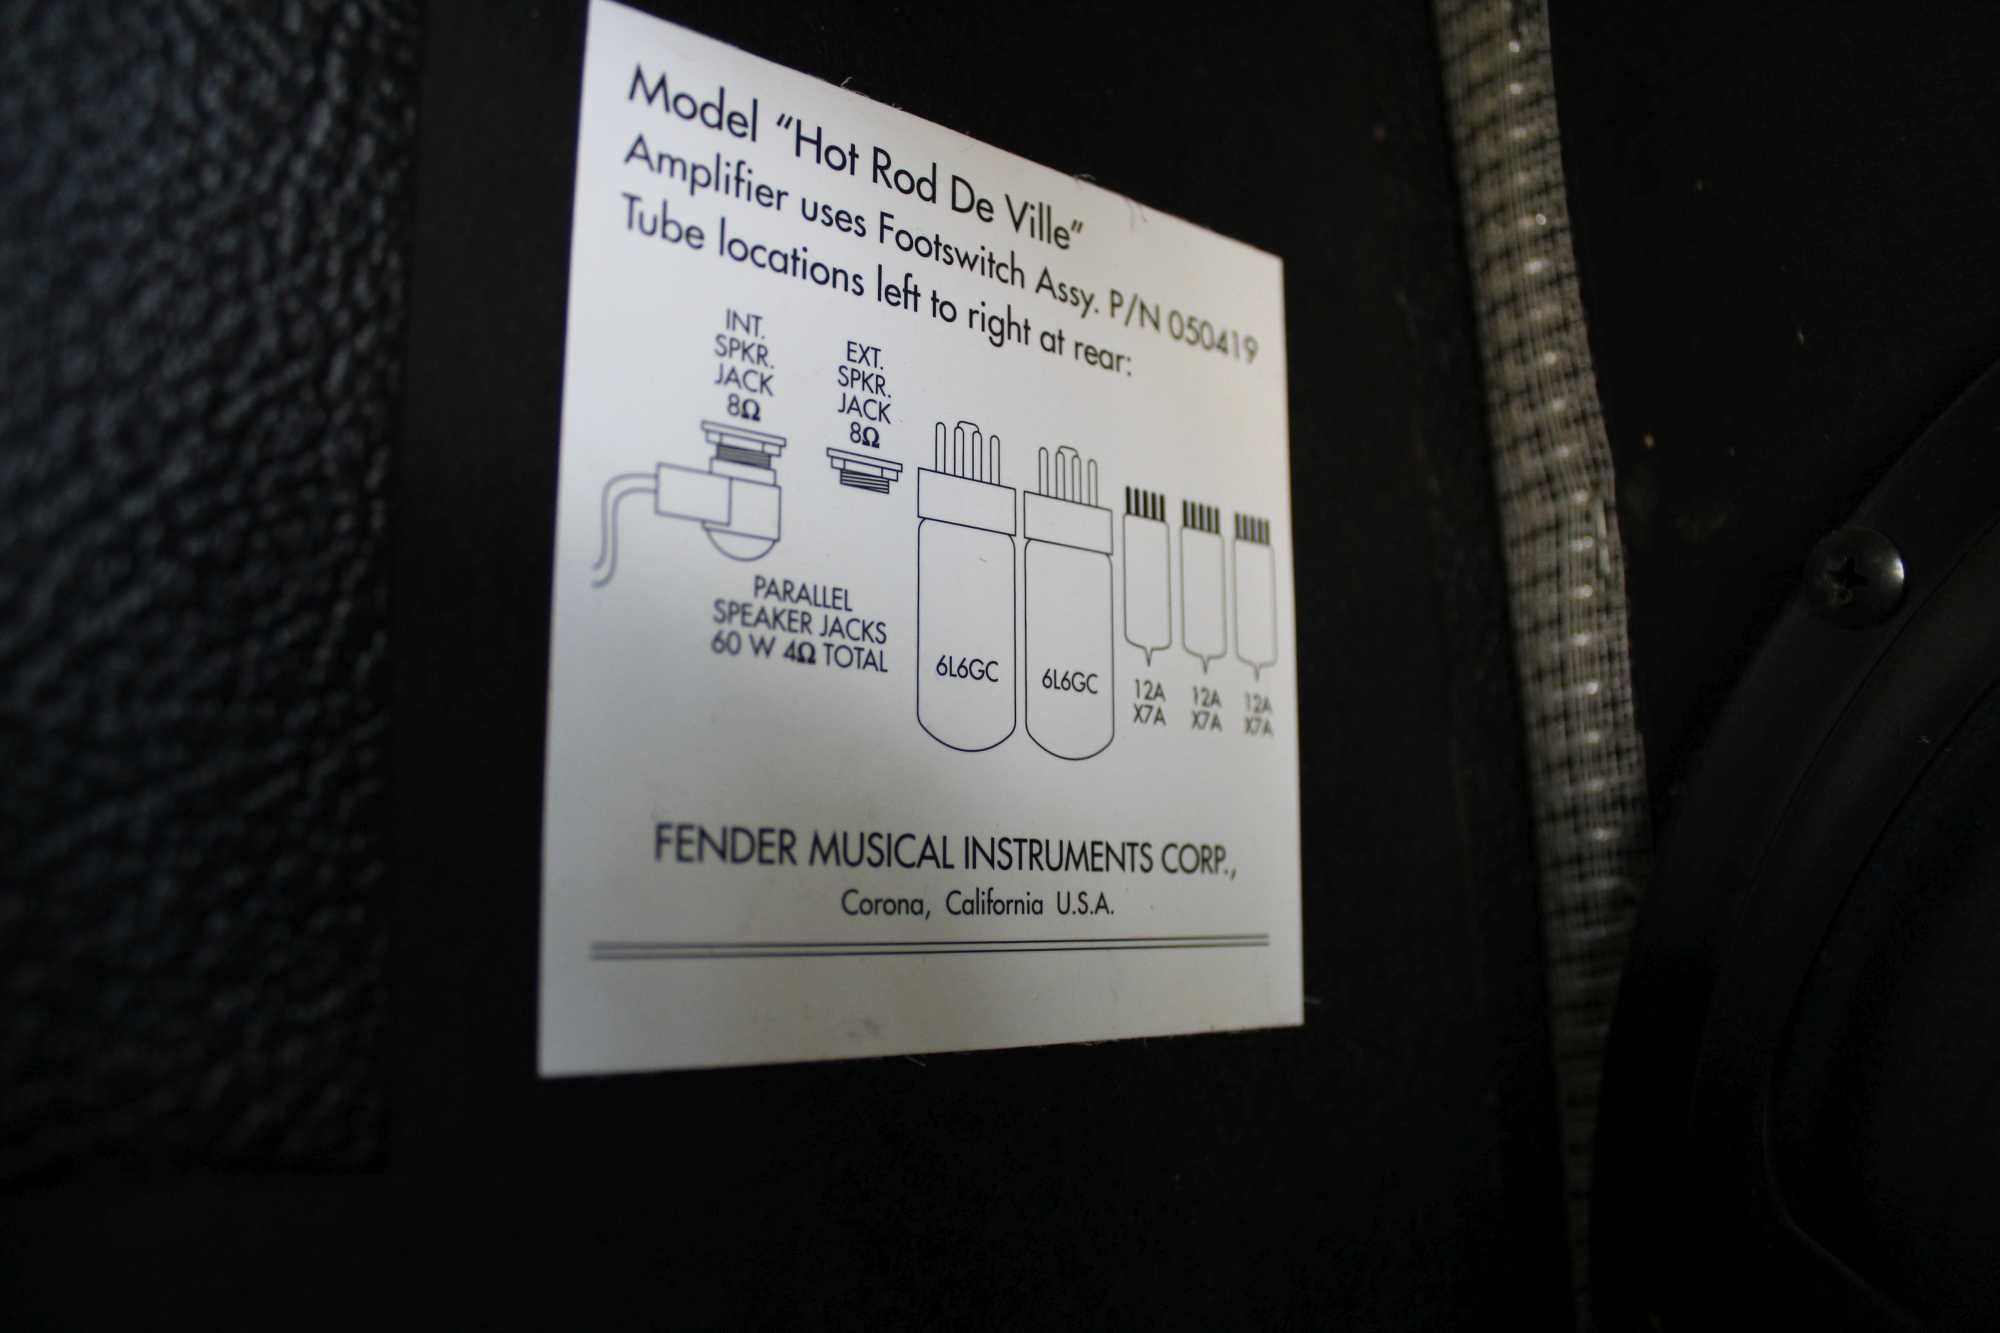 Model “Hot Rod De Ville”
Amplifier uses Footswitch Assy. P/N 050419
Tube locations left to right at rear:
INT.
SPKR.
JACK
8Ω
EXT.
SPKR.
JACK
8Ω
PARALLEL
SPEAKER JACKS
60 W 4Ω TOTAL
6L6GC
6L6GC
12A
X7A
12A
X7A
12A
X7A
FENDER MUSICAL INSTRUMENTS CORP.,
Corona, California U.S.A.